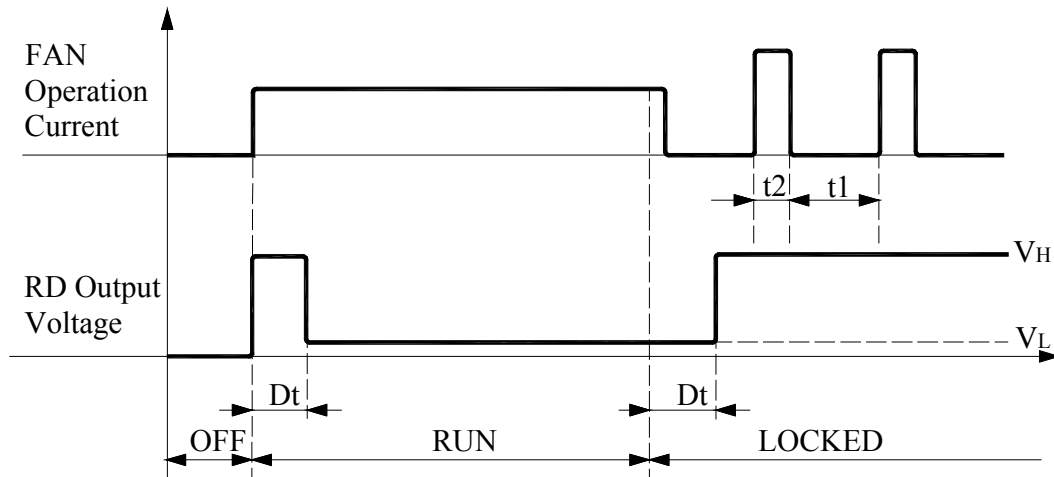 FAN
Operation
Current
t2
t1
VH
RD Output
Voltage
VL
Dt
Dt
OFF
RUN
LOCKED